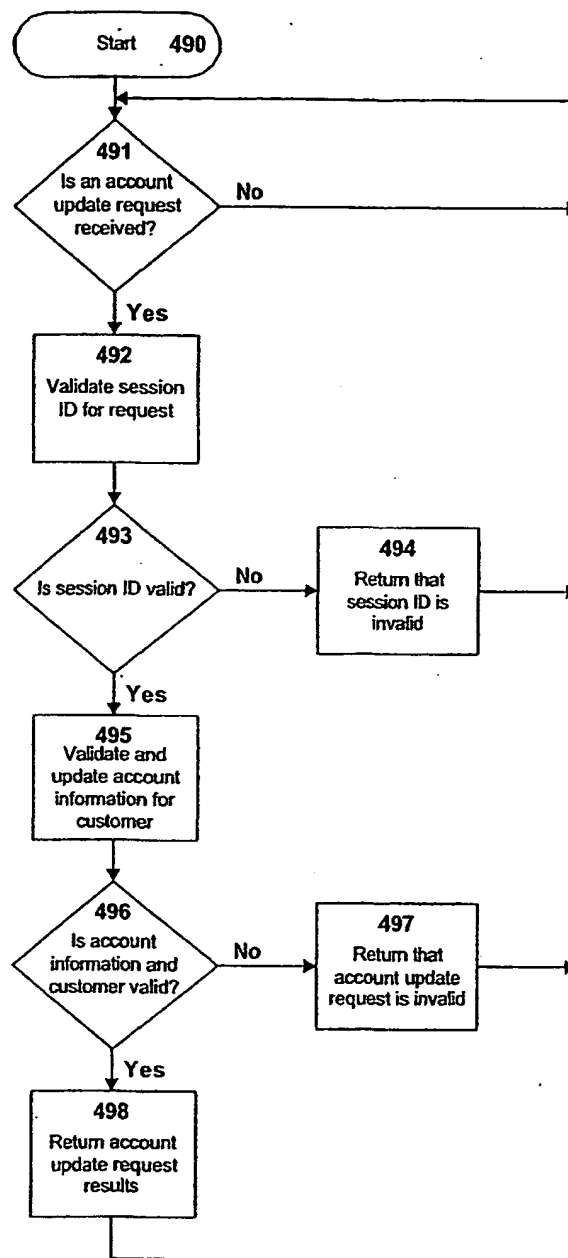 Start 490
491
Is an account
update request
received?
No
Yes
492
Validate session
ID for request
493
Is session ID valid?
No
494
Return that
session ID is
invalid
Yes
495
Validate and
update account
information for
customer
496
Is account
information and
customer valid?
No
497
Return that
account update
request is invalid
Yes
498
Return account
update request
results